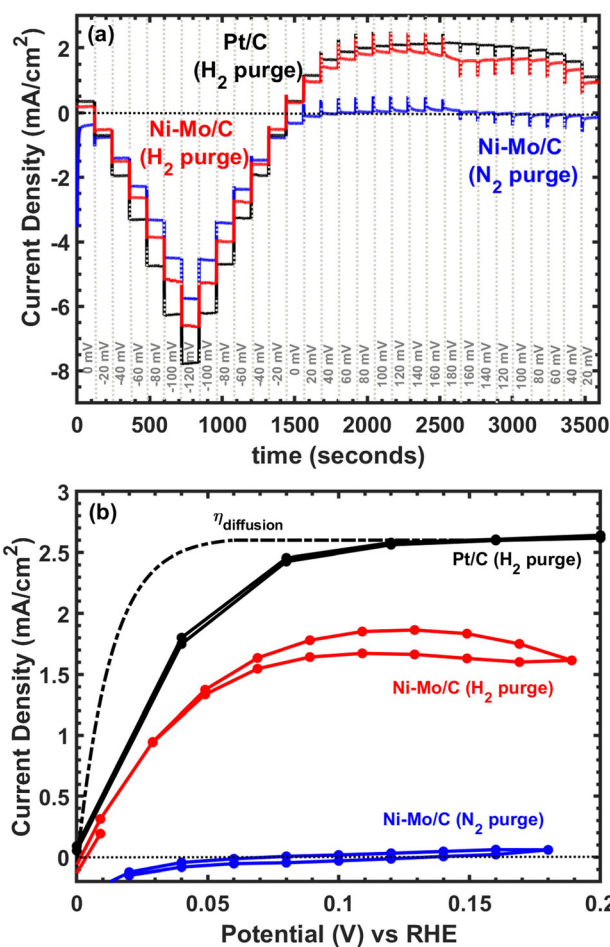 (a)
Pt/C
(H₂ purge)
Ni-Mo/C
(H₂ purge)
Ni-Mo/C
(N₂ purge)
Current Density (mA/cm²)
2
0
-2
-4
-6
-8
0 mV
-20 mV
-40 mV
-60 mV
-80 mV
-100 mV
-120 mV
-100 mV
-80 mV
-60 mV
-40 mV
-20 mV
0 mV
20 mV
40 mV
60 mV
80 mV
100 mV
120 mV
140 mV
160 mV
180 mV
160 mV
140 mV
120 mV
100 mV
80 mV
60 mV
40 mV
20 mV
0 500 1000 1500 2000 2500 3000 3500
time (seconds)
(b)
η diffusion
Pt/C (H₂ purge)
Ni-Mo/C (H₂ purge)
Ni-Mo/C (N₂ purge)
Current Density (mA/cm²)
3
2.5
2
1.5
1
0.5
0
0 0.05 0.1 0.15 0.2
Potential (V) vs RHE